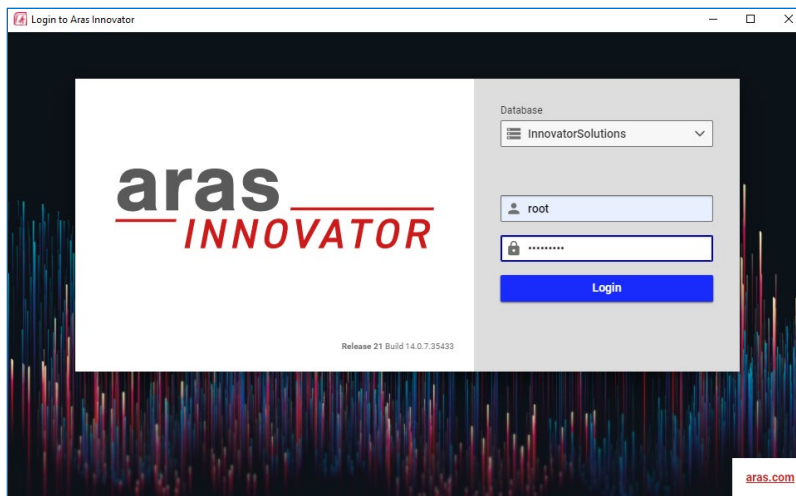 Login to Aras Innovator
aras
INNOVATOR
Release 21 Build 14.0.7.35433
Database
InnovatorSolutions
root
Login
aras.com